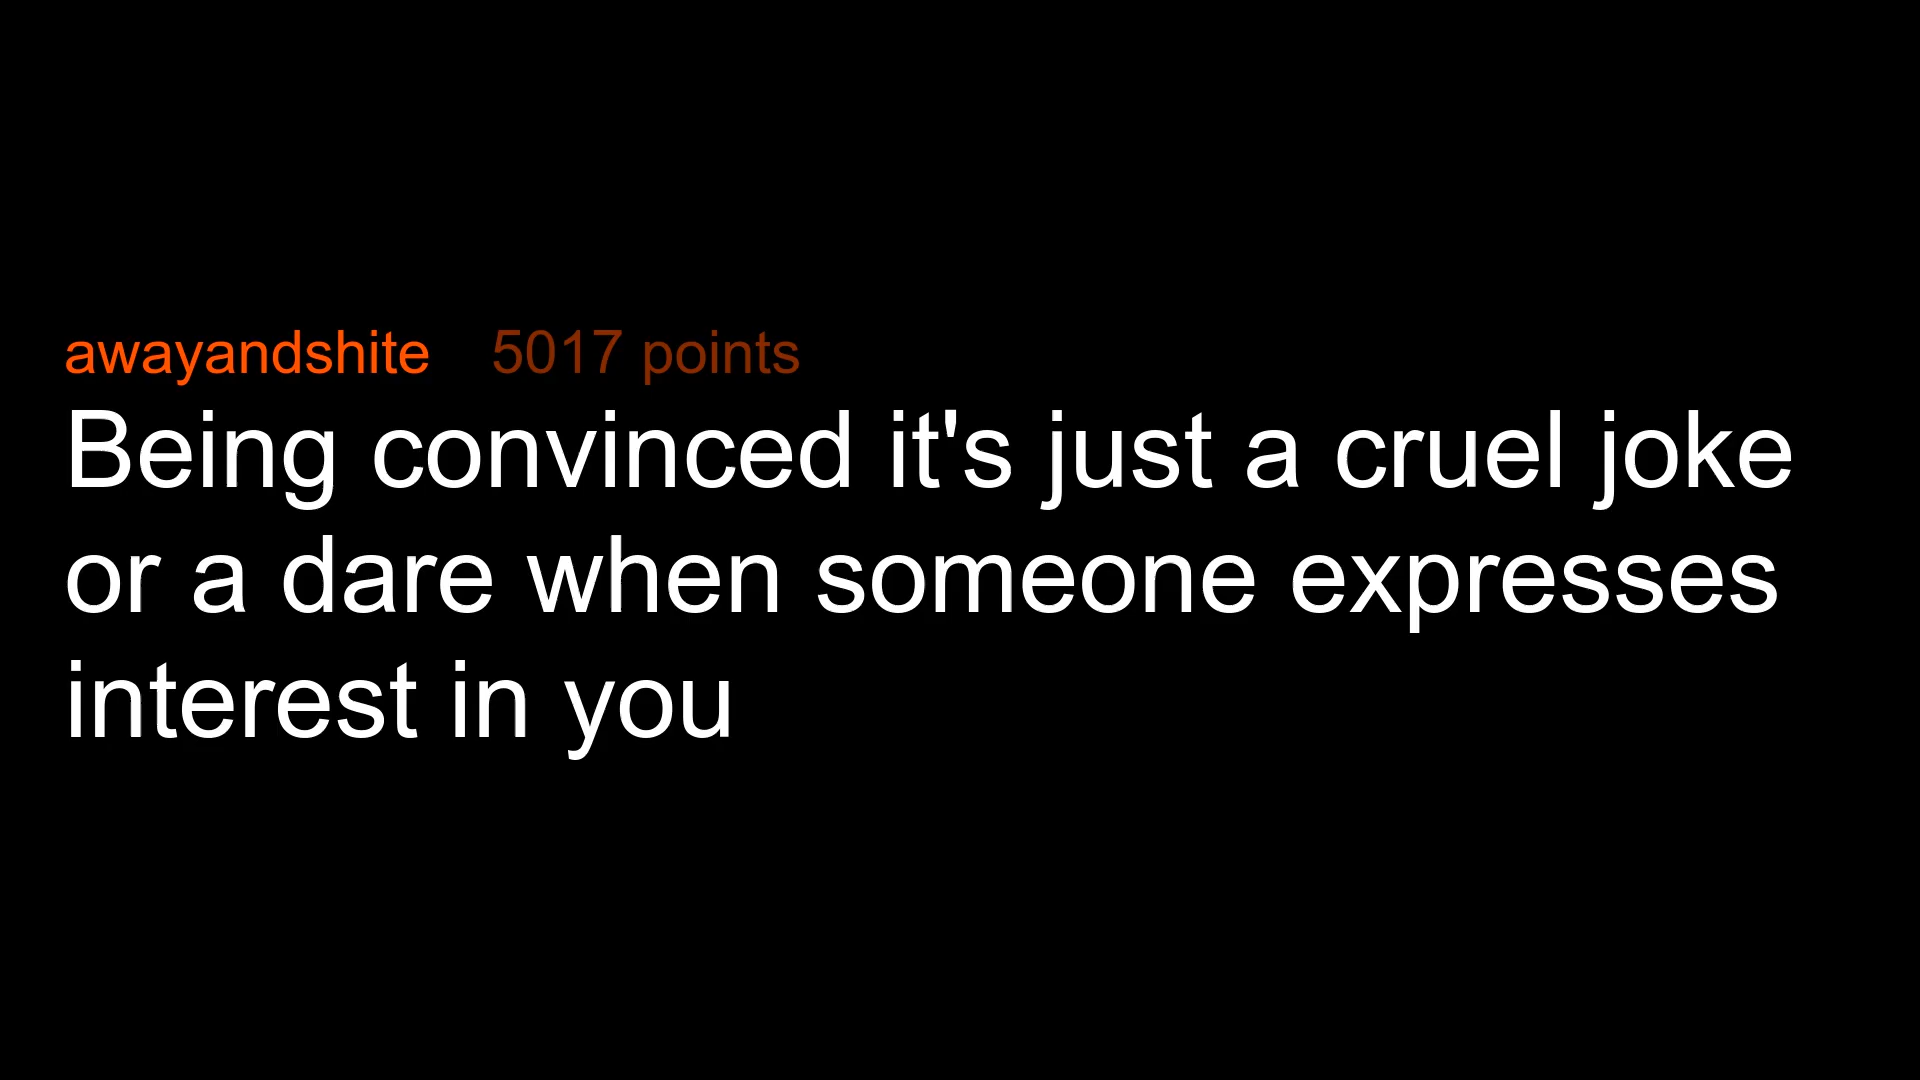 awayandshite 5017 points
Being convinced it's just a cruel joke
or a dare when someone expresses
interest in you